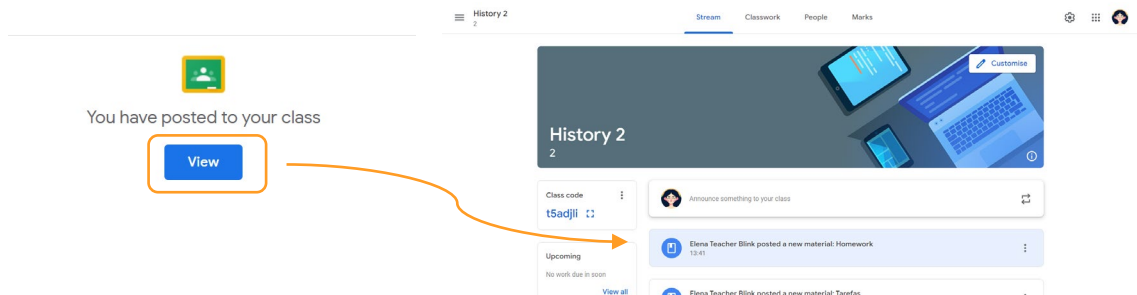 You have posted to your class
View
History 2
2
Stream Classwork People Marks
Customise
History 2
2
Class code
t5adjli
Announce something to your class
Elena Teacher Blink posted a new material: Homework
13:41
Upcoming
No work due in soon
View all
Elena Teacher Blink posted a new material: Tarefas